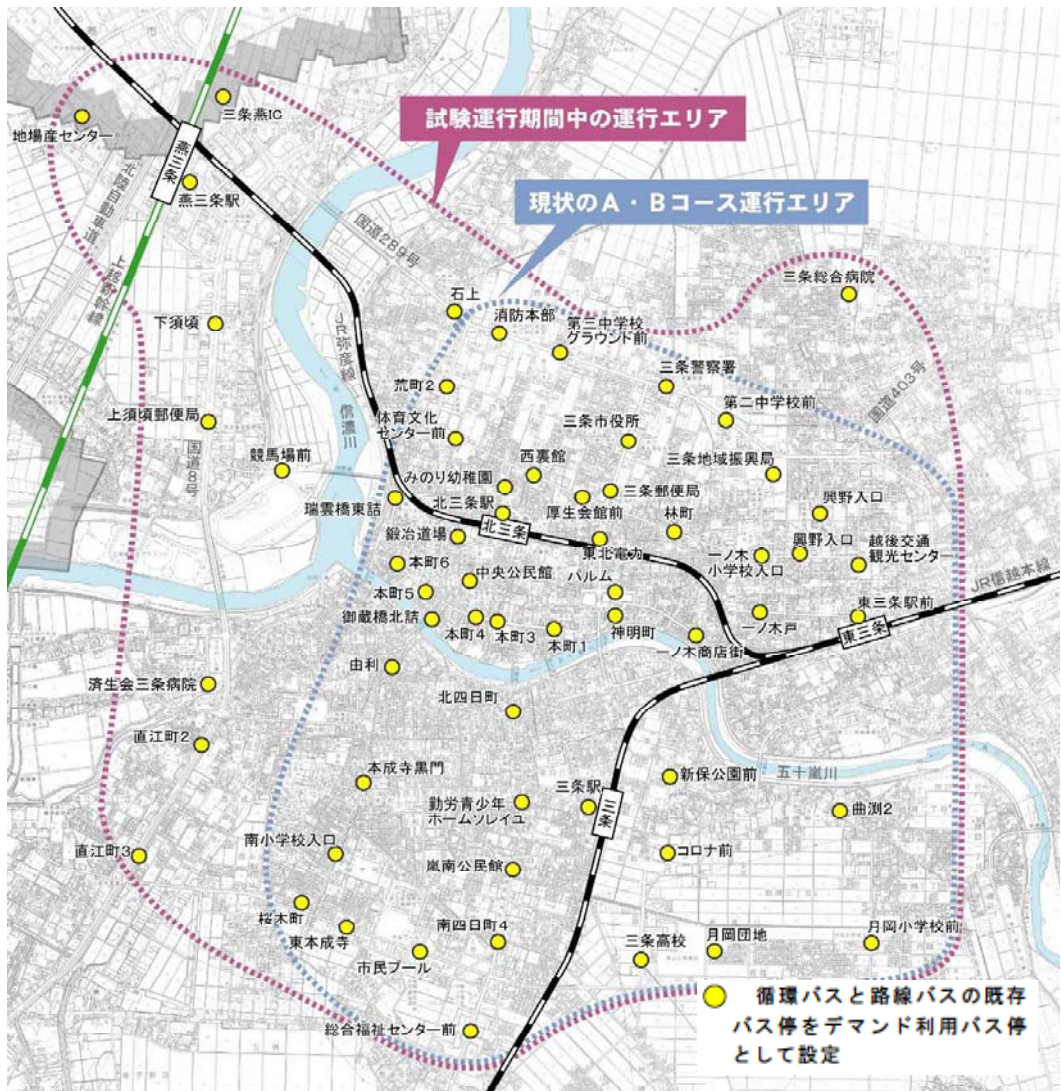 三条燕IC
地場産センター
燕三条
燕三条駅
北陸自動車道
上越新幹線
試験運行期間中の運行エリア
現状のA・Bコース運行エリア
国道289号
三条総合病院
石上
消防本部
第三中学校
グラウンド前
下須頃
JR弥彦線
信濃川
荒町2
三条警察署
国道403号
第二中学校前
上須頃郵便局
体育文化
センター前
三条市役所
国道8号
競馬場前
西裏館
三条地域振興局
みのり幼稚園
瑞雲橋東詰
北三条駅
厚生会館前
三条郵便局
興野入口
林町
鍛冶道場
北三条
東北電力
一ノ木
小学校入口
興野入口
越後交通
観光センター
本町6
中央公民館
パルム
JR信越本線
本町5
御蔵橋北詰
本町4
本町3
本町1
神明町
一ノ木戸
東三条駅前
一ノ木商店街
東三条
由利
済生会三条病院
北四日町
直江町2
本成寺黒門
三条駅
新保公園前
五十嵐川
勤労青少年
ホームソレイユ
三条
曲渕2
直江町3
南小学校入口
嵐南公民館
コロナ前
桜木町
東本成寺
南四日町4
市民プール
三条高校
月岡団地
月岡小学校前
総合福祉センター前
循環バスと路線バスの既存
バス停をデマンド利用バス停
として設定